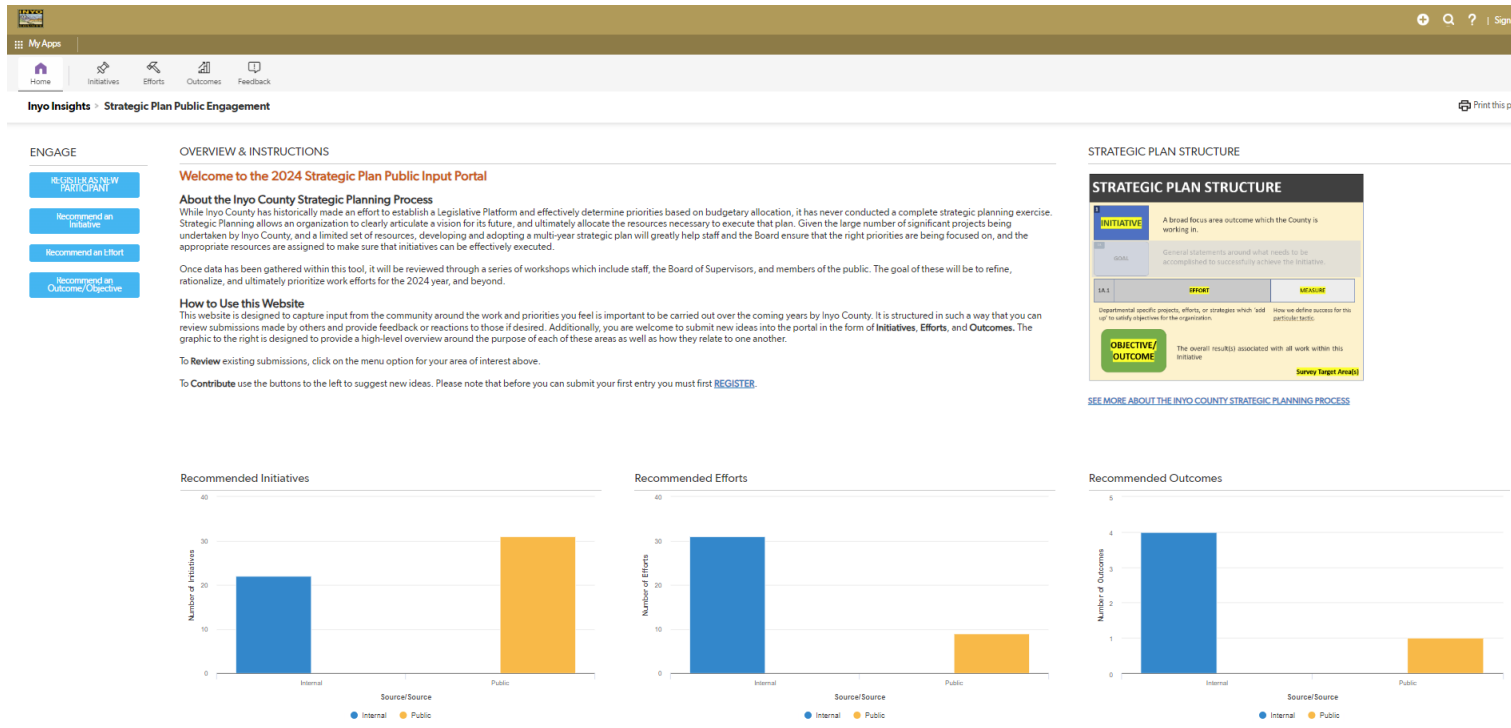 INYO
Sign
My Apps
Home
Initiatives
Efforts
Outcomes
Feedback
Inyo Insights > Strategic Plan Public Engagement
Print this p
ENGAGE
REGISTER AS NEW
PARTICIPANT
Recommend an
Initiative
Recommend an Effort
Recommend an
Outcome/Objective
OVERVIEW & INSTRUCTIONS
Welcome to the 2024 Strategic Plan Public Input Portal
About the Inyo County Strategic Planning Process
While Inyo County has historically made an effort to establish a Legislative Platform and effectively determine priorities based on budgetary allocation, it has never conducted a complete strategic planning exercise.
Strategic Planning allows an organization to clearly articulate a vision for its future, and ultimately allocate the resources necessary to execute that plan. Given the large number of significant projects being
undertaken by Inyo County, and a limited set of resources, developing and adopting a multi-year strategic plan will greatly help staff and the Board ensure that the right priorities are being focused on, and the
appropriate resources are assigned to make sure that initiatives can be effectively executed.
Once data has been gathered within this tool, it will be reviewed through a series of workshops which include staff, the Board of Supervisors, and members of the public. The goal of these will be to refine,
rationalize, and ultimately prioritize work efforts for the 2024 year, and beyond.
How to Use this Website
This website is designed to capture input from the community around the work and priorities you feel is important to be carried out over the coming years by Inyo County. It is structured in such a way that you can
review submissions made by others and provide feedback or reactions to those if desired. Additionally, you are welcome to submit new ideas into the portal in the form of Initiatives, Efforts, and Outcomes. The
graphic to the right is designed to provide a high-level overview around the purpose of each of these areas as well as how they relate to one another.
To Review existing submissions, click on the menu option for your area of interest above.
To Contribute use the buttons to the left to suggest new ideas. Please note that before you can submit your first entry you must first REGISTER.
STRATEGIC PLAN STRUCTURE
STRATEGIC PLAN STRUCTURE
INITIATIVE
A broad focus area outcome which the County is
working in.
GOAL
General statements around what needs to be
accomplished to successfully achieve the Initiative.
1A.1
EFFORT
MEASURE
Departmental specific projects, efforts, or strategies which 'add
up' to satisfy objectives for the organization.
How we define success for this
particular tactic.
OBJECTIVE/
OUTCOME
The overall result(s) associated with all work within this
Initiative
Survey Target Area(s)
SEE MORE ABOUT THE INYO COUNTY STRATEGIC PLANNING PROCESS
Recommended Initiatives
40
30
20
10
0
Number of Initiatives
Internal
Public
Source/Source
Internal
Public
Recommended Efforts
40
30
20
10
0
Number of Efforts
Internal
Public
Source/Source
Internal
Public
Recommended Outcomes
5
4
3
2
1
0
Number of Outcomes
Internal
Public
Source/Source
Internal
Public